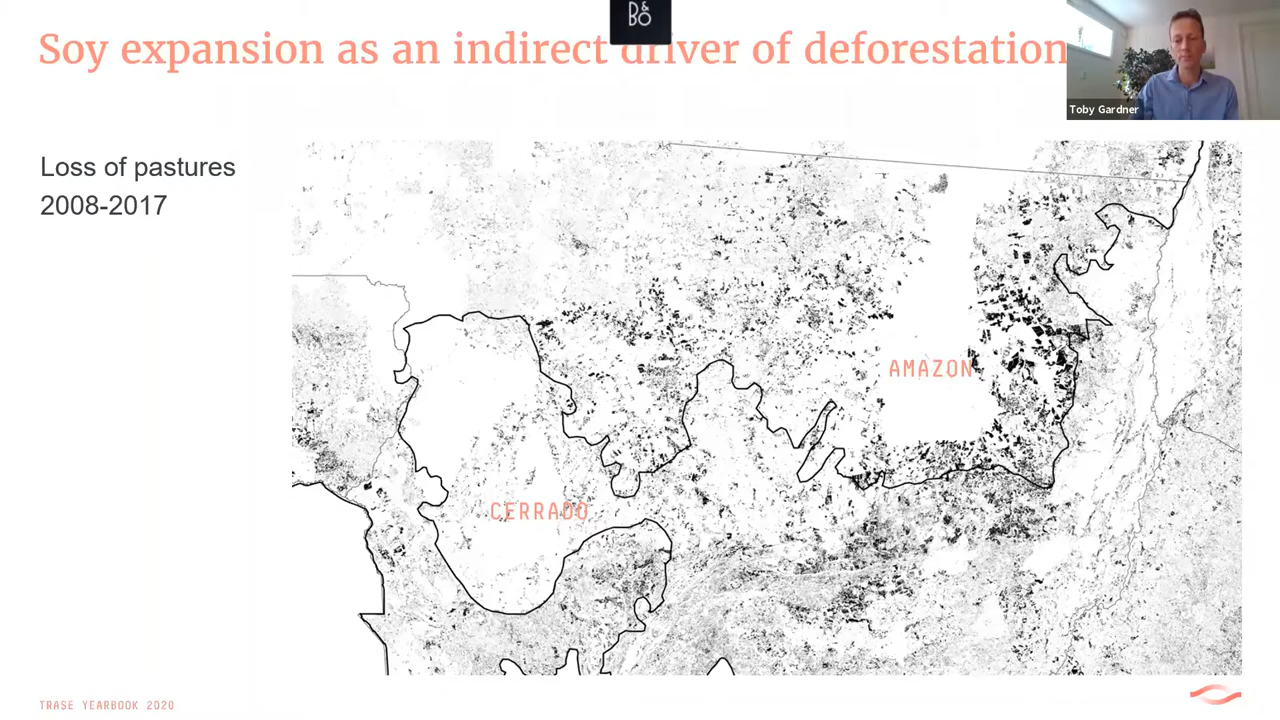 Soy expansion as an indirect driver of deforestation
B&O
Toby Gardner
Loss of pastures
2008-2017
AMAZON
CERRADO
TRASE YEARBOOK 2020